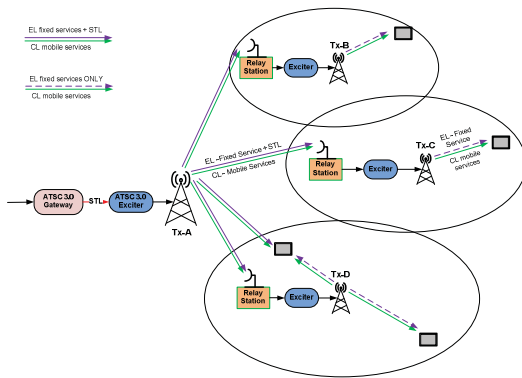 EL fixed services + STL
CL mobile services
EL fixed services ONLY
CL mobile services
Tx-B
Relay
Station
Exciter
EL – Fixed Service + STL
CL – Mobile Services
Tx-C
EL – Fixed
Service
CL mobile
services
Relay
Station
Exciter
ATSC 3.0
Gateway
STL
ATSC 3.0
Exciter
Tx-A
Tx-D
Relay
Station
Exciter